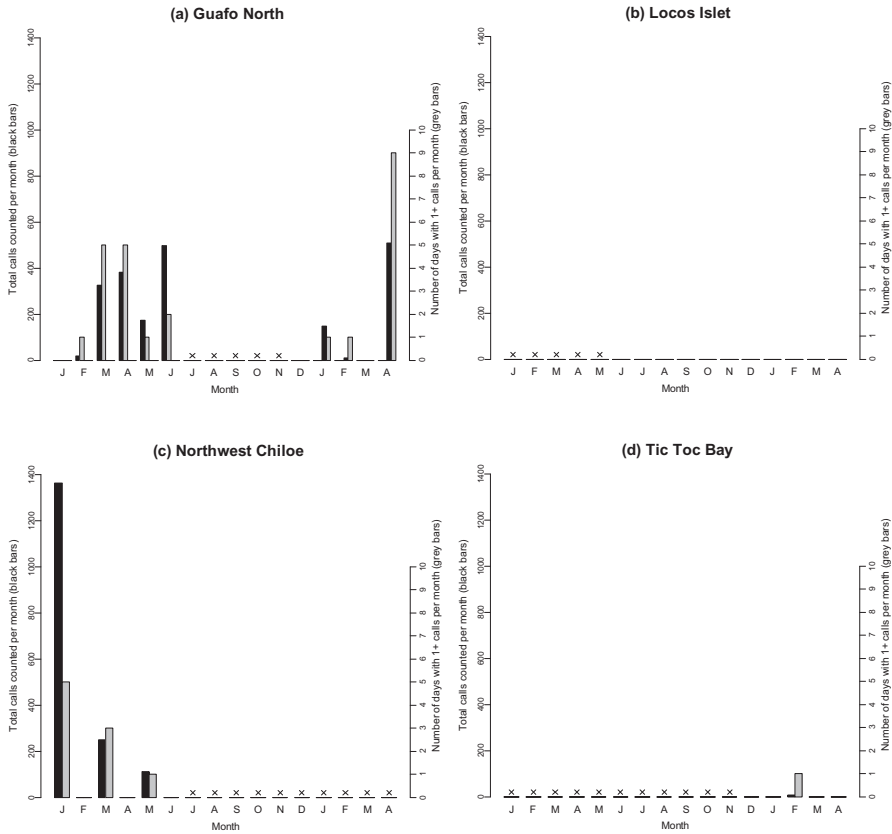 (a) Guafo North
Total calls counted per month (black bars)
0 200 400 600 800 1000 1200 1400
Number of days with 1+ calls per month (grey bars)
0 1 2 3 4 5 6 7 8 9 10
× × × × ×
J F M A M J J A S O N D J F M A
Month
(b) Locos Islet
Total calls counted per month (black bars)
0 200 400 600 800 1000 1200 1400
Number of days with 1+ calls per month (grey bars)
0 1 2 3 4 5 6 7 8 9 10
× × × × ×
J F M A M J J A S O N D J F M A
Month
(c) Northwest Chiloe
Total calls counted per month (black bars)
0 200 400 600 800 1000 1200 1400
Number of days with 1+ calls per month (grey bars)
0 1 2 3 4 5 6 7 8 9 10
× × × × × × × × × ×
J F M A M J J A S O N D J F M A
Month
(d) Tic Toc Bay
Total calls counted per month (black bars)
0 200 400 600 800 1000 1200 1400
Number of days with 1+ calls per month (grey bars)
0 1 2 3 4 5 6 7 8 9 10
× × × × × × × × × × ×
J F M A M J J A S O N D J F M A
Month